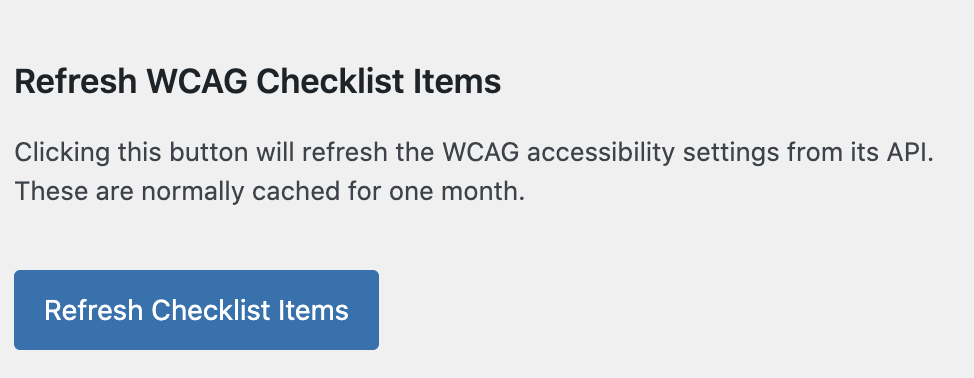 Refresh WCAG Checklist Items
Clicking this button will refresh the WCAG accessibility settings from its API.
These are normally cached for one month.
Refresh Checklist Items